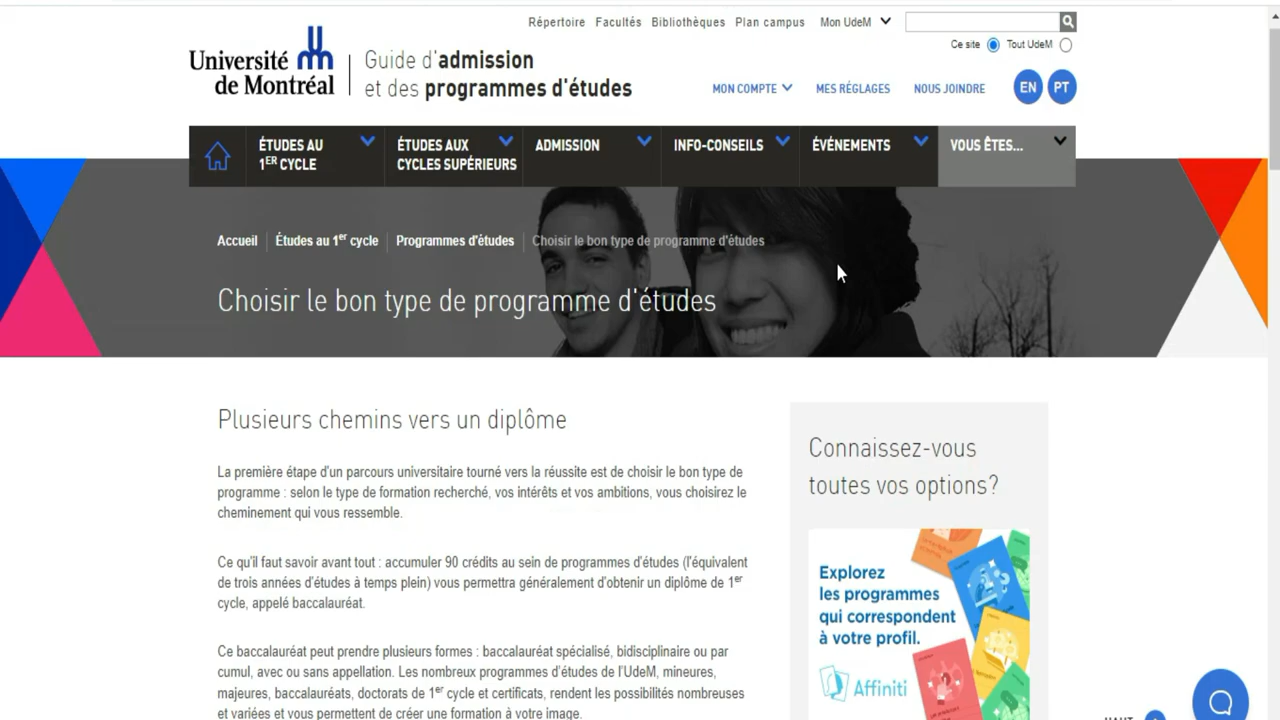 Répertoire Facultés Bibliothèques Plan campus Mon UdeM
Ce site Tout UdeM
Université
de Montréal
Guide d'admission
et des programmes d'études
MON COMPTE MES RÉGLAGES NOUS JOINDRE EN PT
ÉTUDES AU
1ER CYCLE
ÉTUDES AUX
CYCLES SUPÉRIEURS
ADMISSION
INFO-CONSEILS
ÉVÉNEMENTS
VOUS ÊTES...
Accueil Études au 1er cycle Programmes d'études Choisir le bon type de programme d'études
Choisir le bon type de programme d'études
Plusieurs chemins vers un diplôme
La première étape d'un parcours universitaire tourné vers la réussite est de choisir le bon type de
programme : selon le type de formation recherché, vos intérêts et vos ambitions, vous choisirez le
cheminement qui vous ressemble.
Ce qu'il faut savoir avant tout : accumuler 90 crédits au sein de programmes d'études (l'équivalent
de trois années d'études à temps plein) vous permettra généralement d'obtenir un diplôme de 1er
cycle, appelé baccalauréat.
Ce baccalauréat peut prendre plusieurs formes : baccalauréat spécialisé, bidisciplinaire ou par
cumul, avec ou sans appellation. Les nombreux programmes d'études de l'UdeM, mineures,
majeures, baccalauréats, doctorats de 1er cycle et certificats, rendent les possibilités nombreuses
et variées et vous permettent de créer une formation à votre image.
Connaissez-vous
toutes vos options?
Explorez
les programmes
qui correspondent
à votre profil.
Affiniti
HAUT